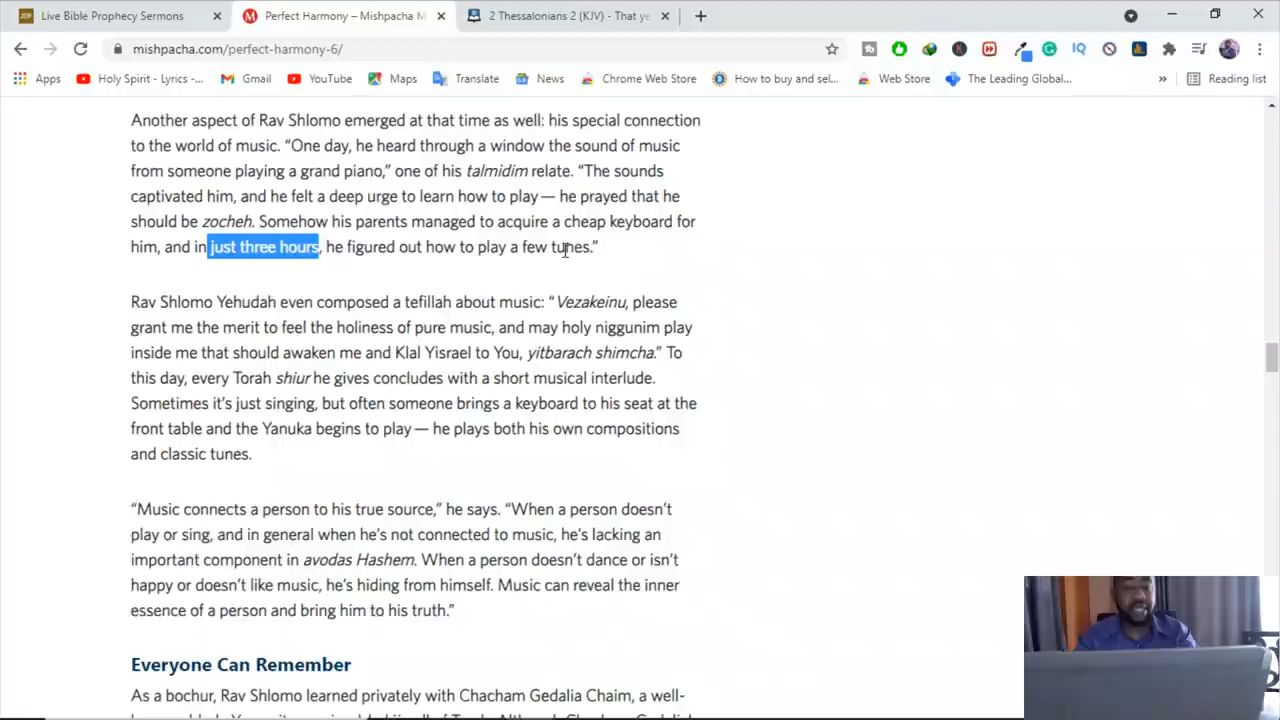 Live Bible Prophecy Sermons
Perfect Harmony – Mishpacha M
2 Thessalonians 2 (KJV) - That ye
mishpacha.com/perfect-harmony-6/
Apps
Holy Spirit - Lyrics -...
Gmail
YouTube
Maps
Translate
News
Chrome Web Store
How to buy and sel...
Web Store
The Leading Global...
»
Reading list
Another aspect of Rav Shlomo emerged at that time as well: his special connection
to the world of music. “One day, he heard through a window the sound of music
from someone playing a grand piano,” one of his talmidim relate. “The sounds
captivated him, and he felt a deep urge to learn how to play — he prayed that he
should be zocheh. Somehow his parents managed to acquire a cheap keyboard for
him, and in just three hours, he figured out how to play a few tunes.”
Rav Shlomo Yehudah even composed a tefillah about music: “Vezakeinu, please
grant me the merit to feel the holiness of pure music, and may holy niggunim play
inside me that should awaken me and Klal Yisrael to You, yitbarach shimcha.” To
this day, every Torah shiur he gives concludes with a short musical interlude.
Sometimes it’s just singing, but often someone brings a keyboard to his seat at the
front table and the Yanuka begins to play — he plays both his own compositions
and classic tunes.
“Music connects a person to his true source,” he says. “When a person doesn’t
play or sing, and in general when he’s not connected to music, he’s lacking an
important component in avodas Hashem. When a person doesn’t dance or isn’t
happy or doesn’t like music, he’s hiding from himself. Music can reveal the inner
essence of a person and bring him to his truth.”
Everyone Can Remember
As a bochur, Rav Shlomo learned privately with Chacham Gedalia Chaim, a well-